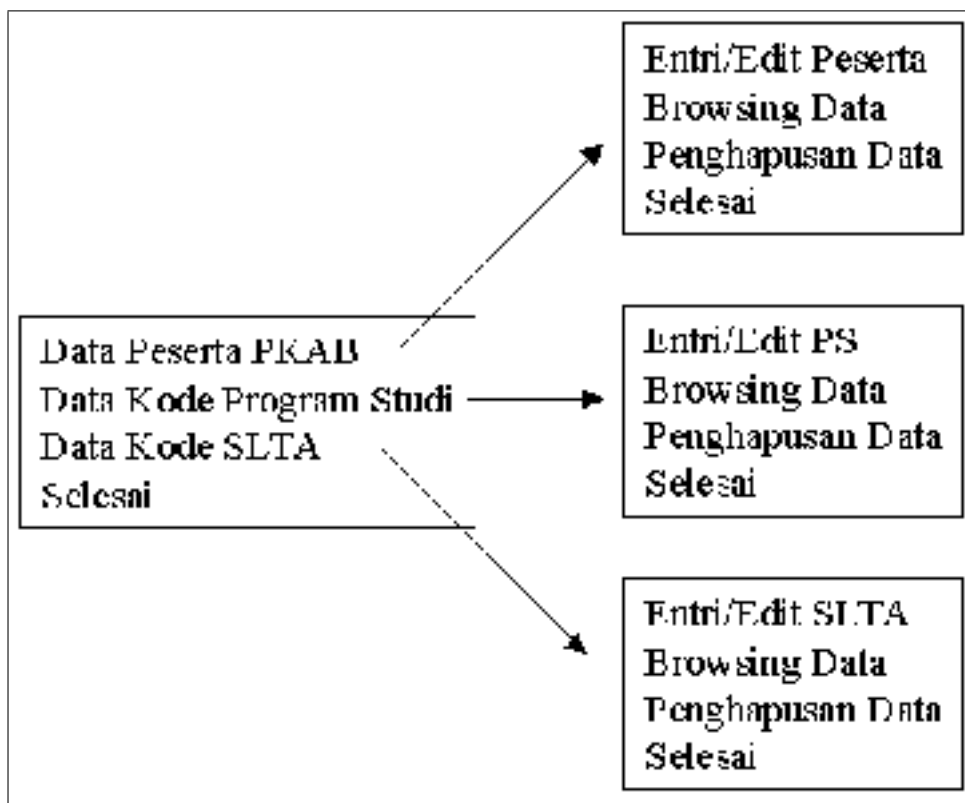 Entri/Edit Peserta
Browsing Data
Penghapusan Data
Selesai
Data Peserta PKAB
Data Kode Program Studi
Data Kode SLTA
Selesai
Entri/Edit PS
Browsing Data
Penghapusan Data
Selesai
Entri/Edit SLTA
Browsing Data
Penghapusan Data
Selesai